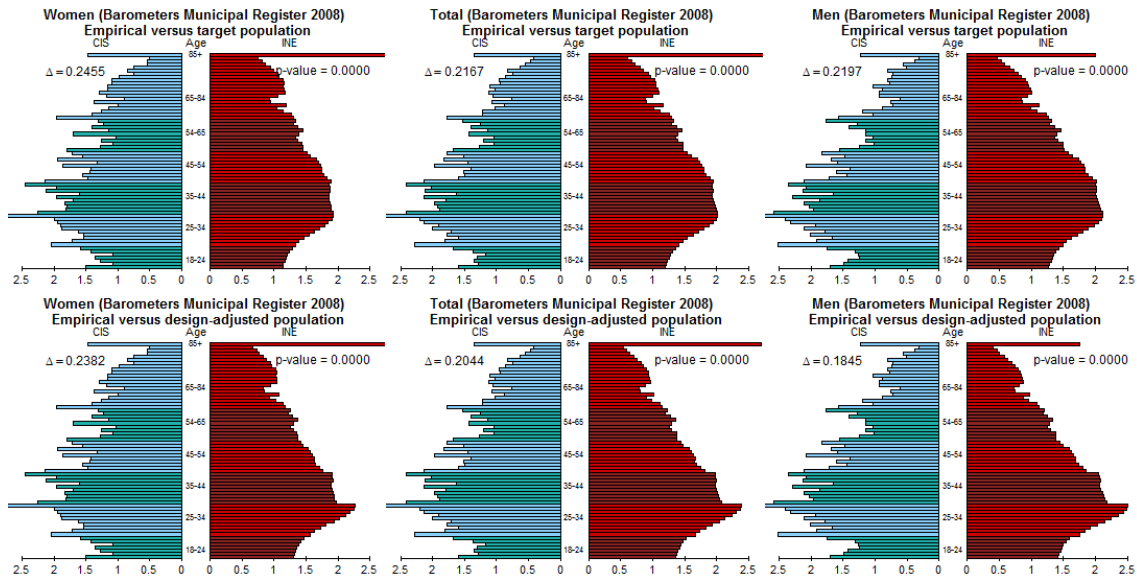 Women (Barometers Municipal Register 2008)
Empirical versus target population
CIS Age INE
85+
Δ = 0.2455 p-value = 0.0000
65-84
54-65
45-54
35-44
25-34
18-24
2.5 2 1.5 1 0.5 0 0 0.5 1 1.5 2 2.5
Total (Barometers Municipal Register 2008)
Empirical versus target population
CIS Age INE
85+
Δ = 0.2167 p-value = 0.0000
65-84
54-65
45-54
35-44
25-34
18-24
2.5 2 1.5 1 0.5 0 0 0.5 1 1.5 2 2.5
Men (Barometers Municipal Register 2008)
Empirical versus target population
CIS Age INE
85+
Δ = 0.2197 p-value = 0.0000
65-84
54-65
45-54
35-44
25-34
18-24
2.5 2 1.5 1 0.5 0 0 0.5 1 1.5 2 2.5
Women (Barometers Municipal Register 2008)
Empirical versus design-adjusted population
CIS Age INE
85+
Δ = 0.2382 p-value = 0.0000
65-84
54-65
45-54
35-44
25-34
18-24
2.5 2 1.5 1 0.5 0 0 0.5 1 1.5 2 2.5
Total (Barometers Municipal Register 2008)
Empirical versus design-adjusted population
CIS Age INE
85+
Δ = 0.2044 p-value = 0.0000
65-84
54-65
45-54
35-44
25-34
18-24
2.5 2 1.5 1 0.5 0 0 0.5 1 1.5 2 2.5
Men (Barometers Municipal Register 2008)
Empirical versus design-adjusted population
CIS Age INE
85+
Δ = 0.1845 p-value = 0.0000
65-84
54-65
45-54
35-44
25-34
18-24
2.5 2 1.5 1 0.5 0 0 0.5 1 1.5 2 2.5